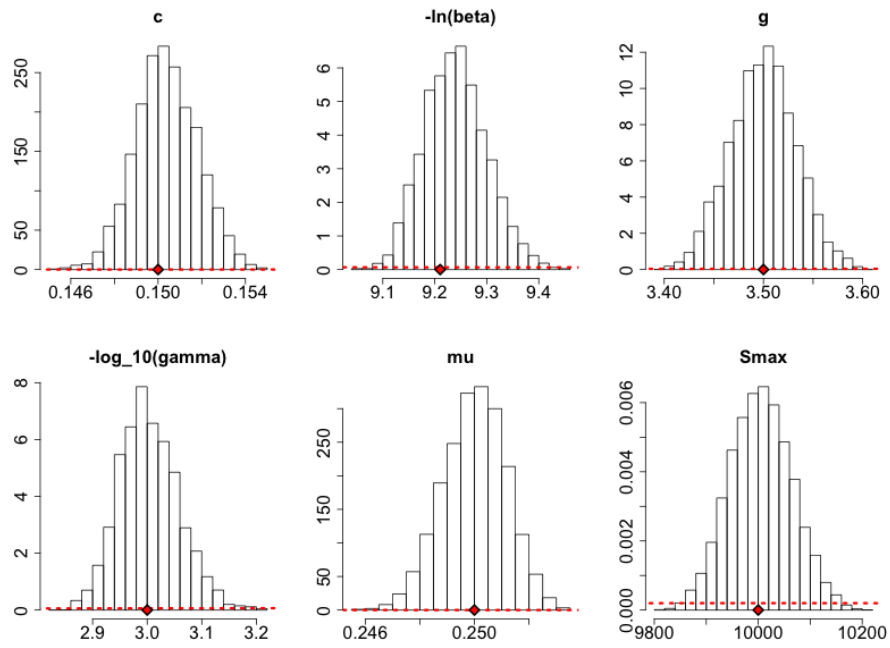 c
-ln(beta)
g
0 50 150 250
0 1 2 3 4 5 6
0 2 4 6 8 10 12
0.146 0.150 0.154
9.1 9.2 9.3 9.4
3.40 3.50 3.60
-log_10(gamma)
mu
Smax
0 2 4 6 8
0 50 150 250
0.000 0.002 0.004 0.006
2.9 3.0 3.1 3.2
0.246 0.250
9800 10000 10200